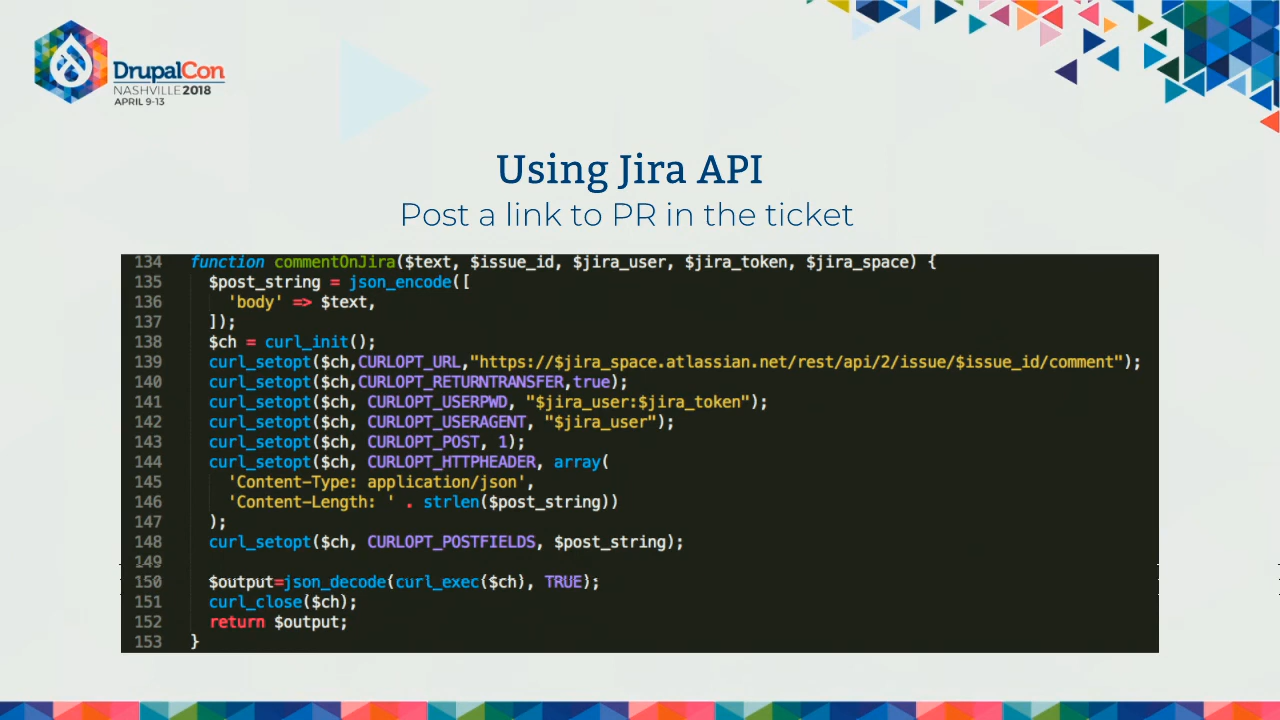 DrupalCon
NASHVILLE 2018
APRIL 9-13
Using Jira API
Post a link to PR in the ticket
134 function commentOnJira($text, $issue_id, $jira_user, $jira_token, $jira_space) {
135 $post_string = json_encode([
136 'body' => $text,
137 ]);
138 $ch = curl_init();
139 curl_setopt($ch,CURLOPT_URL,"https://$jira_space.atlassian.net/rest/api/2/issue/$issue_id/comment");
140 curl_setopt($ch,CURLOPT_RETURNTRANSFER,true);
141 curl_setopt($ch, CURLOPT_USERPWD, "$jira_user:$jira_token");
142 curl_setopt($ch, CURLOPT_USERAGENT, "$jira_user");
143 curl_setopt($ch, CURLOPT_POST, 1);
144 curl_setopt($ch, CURLOPT_HTTPHEADER, array(
145 'Content-Type: application/json',
146 'Content-Length: ' . strlen($post_string))
147 );
148 curl_setopt($ch, CURLOPT_POSTFIELDS, $post_string);
149
150 $output=json_decode(curl_exec($ch), TRUE);
151 curl_close($ch);
152 return $output;
153 }